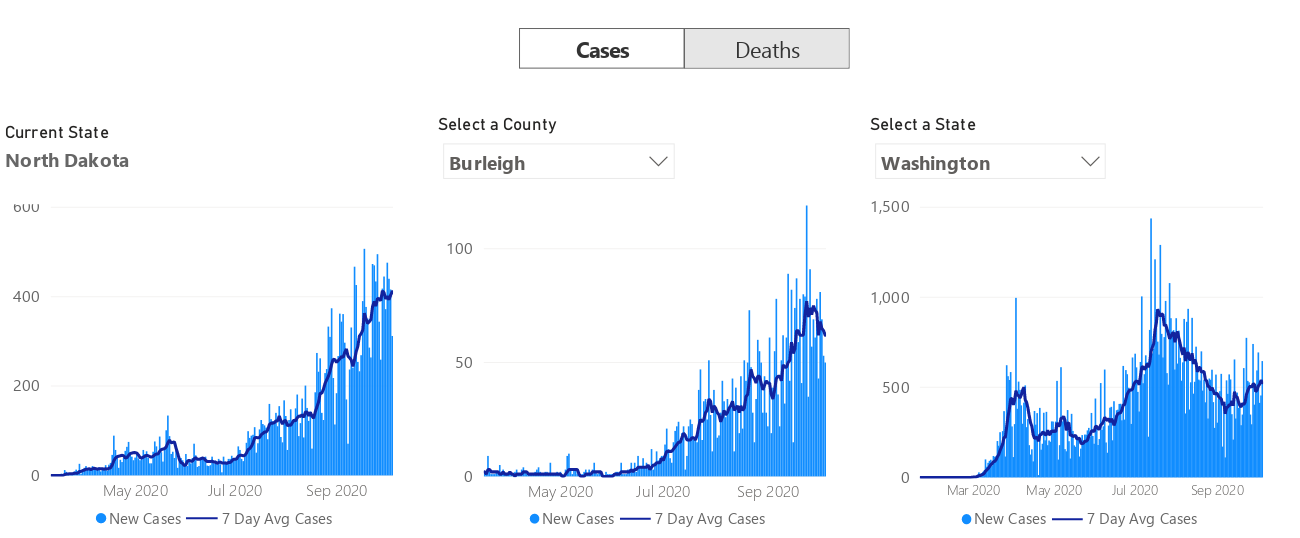 Cases Deaths
Current State
North Dakota
600
400
200
0
May 2020 Jul 2020 Sep 2020
New Cases 7 Day Avg Cases
Select a County
Burleigh
100
50
0
May 2020 Jul 2020 Sep 2020
New Cases 7 Day Avg Cases
Select a State
Washington
1,500
1,000
500
0
Mar 2020 May 2020 Jul 2020 Sep 2020
New Cases 7 Day Avg Cases